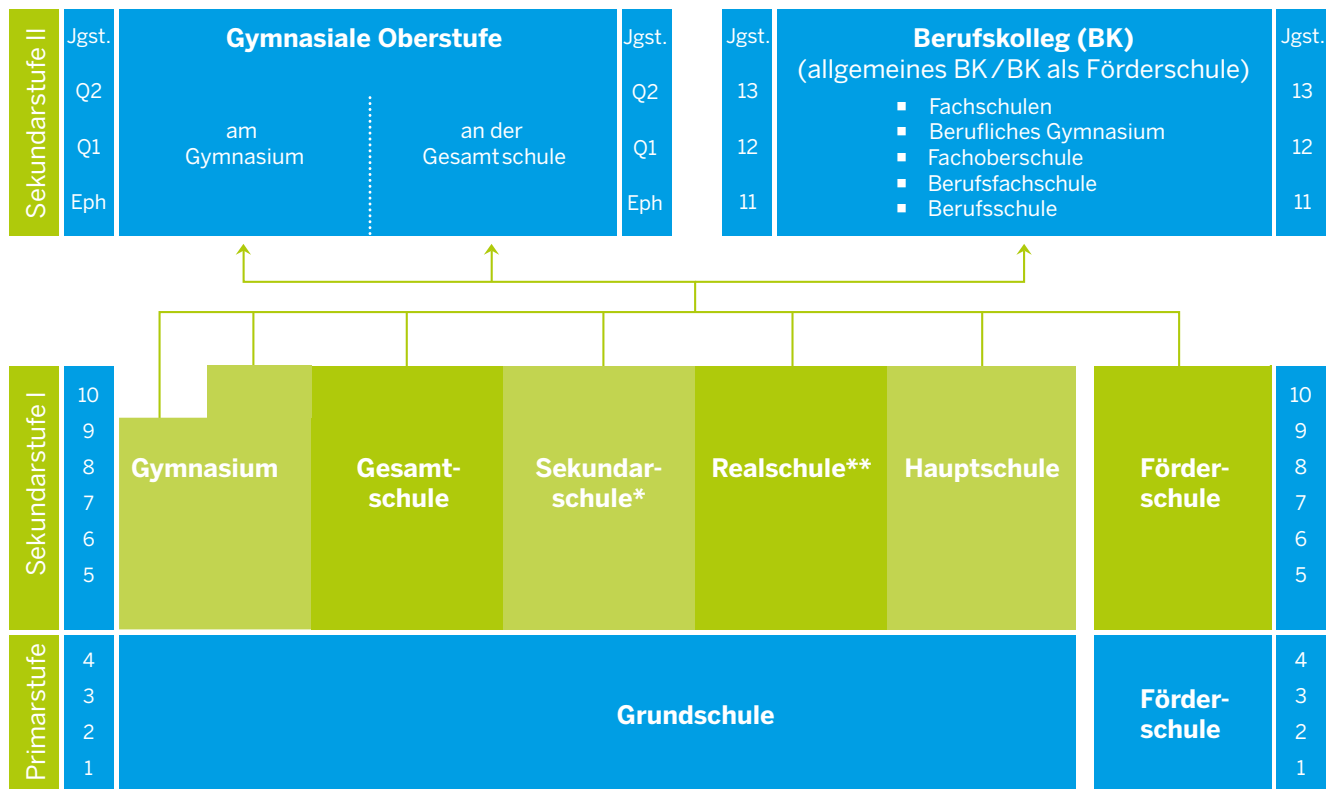 Sekundarstufe II
Jgst.
Q2
Q1
Eph
Gymnasiale Oberstufe
am
Gymnasium
an der
Gesamtschule
Jgst.
Q2
Q1
Eph
Jgst.
13
12
11
Berufskolleg (BK)
(allgemeines BK/BK als Förderschule)
▪ Fachschulen
▪ Berufliches Gymnasium
▪ Fachoberschule
▪ Berufsfachschule
▪ Berufsschule
Jgst.
13
12
11
Sekundarstufe I
10
9
8
7
6
5
Gymnasium
Gesamt-
schule
Sekundar-
schule*
Realschule**
Hauptschule
Förder-
schule
10
9
8
7
6
5
Primarstufe
4
3
2
1
Grundschule
Förder-
schule
4
3
2
1